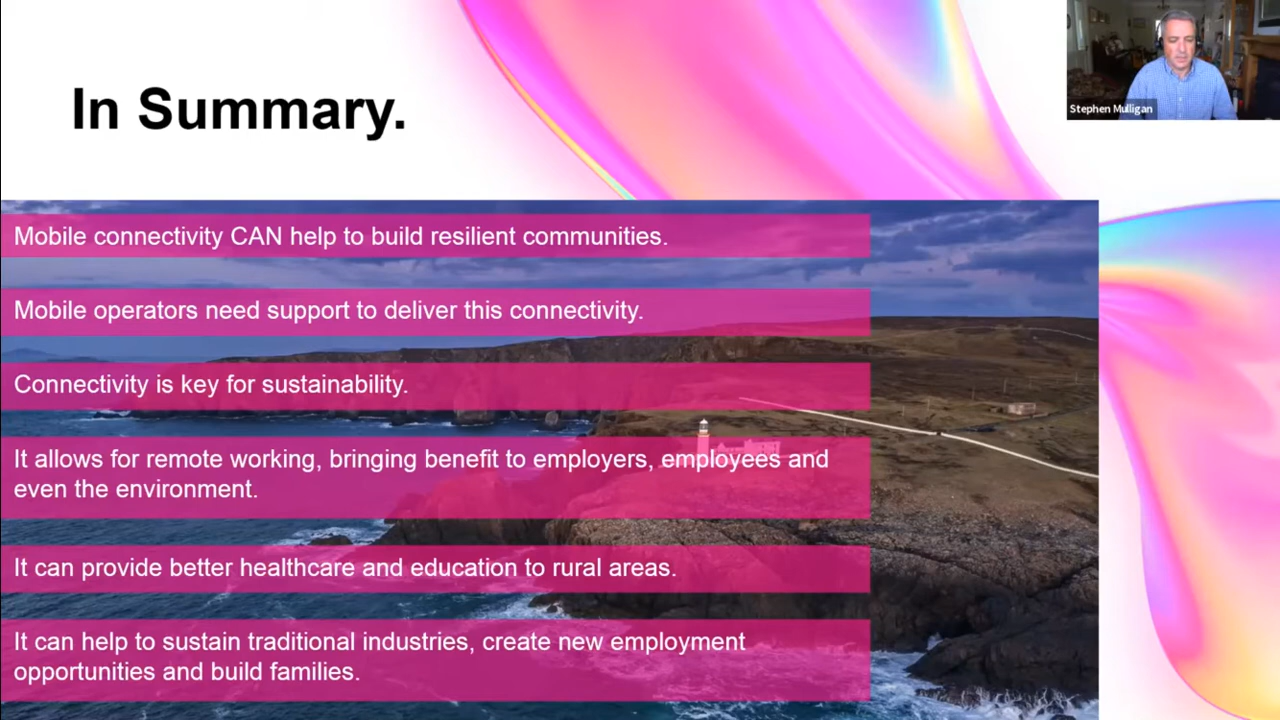 In Summary.
Stephen Mulligan
Mobile connectivity CAN help to build resilient communities.
Mobile operators need support to deliver this connectivity.
Connectivity is key for sustainability.
It allows for remote working, bringing benefit to employers, employees and
even the environment.
It can provide better healthcare and education to rural areas.
It can help to sustain traditional industries, create new employment
opportunities and build families.